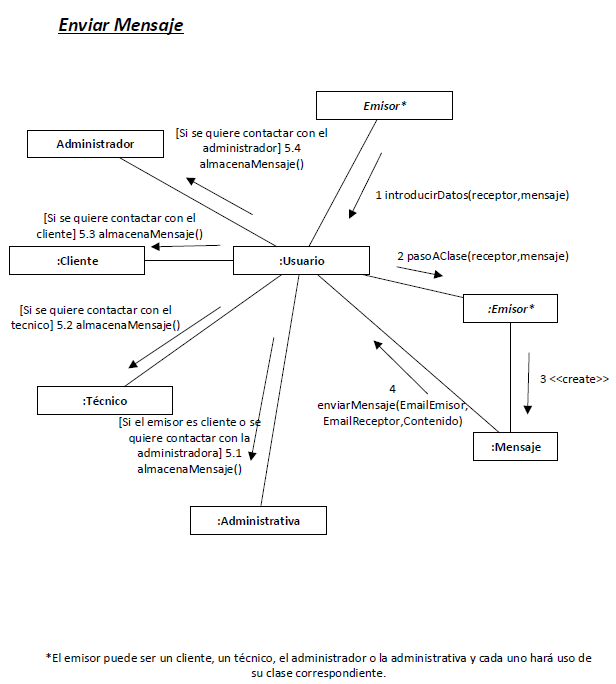 Enviar Mensaje
Emisor*
[Si se quiere contactar con el
administrador] 5.4
almacenaMensaje()
Administrador
1 introducirDatos(receptor,mensaje)
[Si se quiere contactar con el
cliente] 5.3 almacenaMensaje()
:Cliente
:Usuario
2 pasoAClase(receptor,mensaje)
:Emisor*
[Si se quiere contactar con el
tecnico] 5.2 almacenaMensaje()
3 <<create>>
4
enviarMensaje(EmailEmisor,
EmailReceptor,Contenido)
:Técnico
[Si el emisor es cliente o se
quiere contactar con la
administradora] 5.1
almacenaMensaje()
:Mensaje
:Administrativa
*El emisor puede ser un cliente, un técnico, el administrador o la administrativa y cada uno hará uso de
su clase correspondiente.